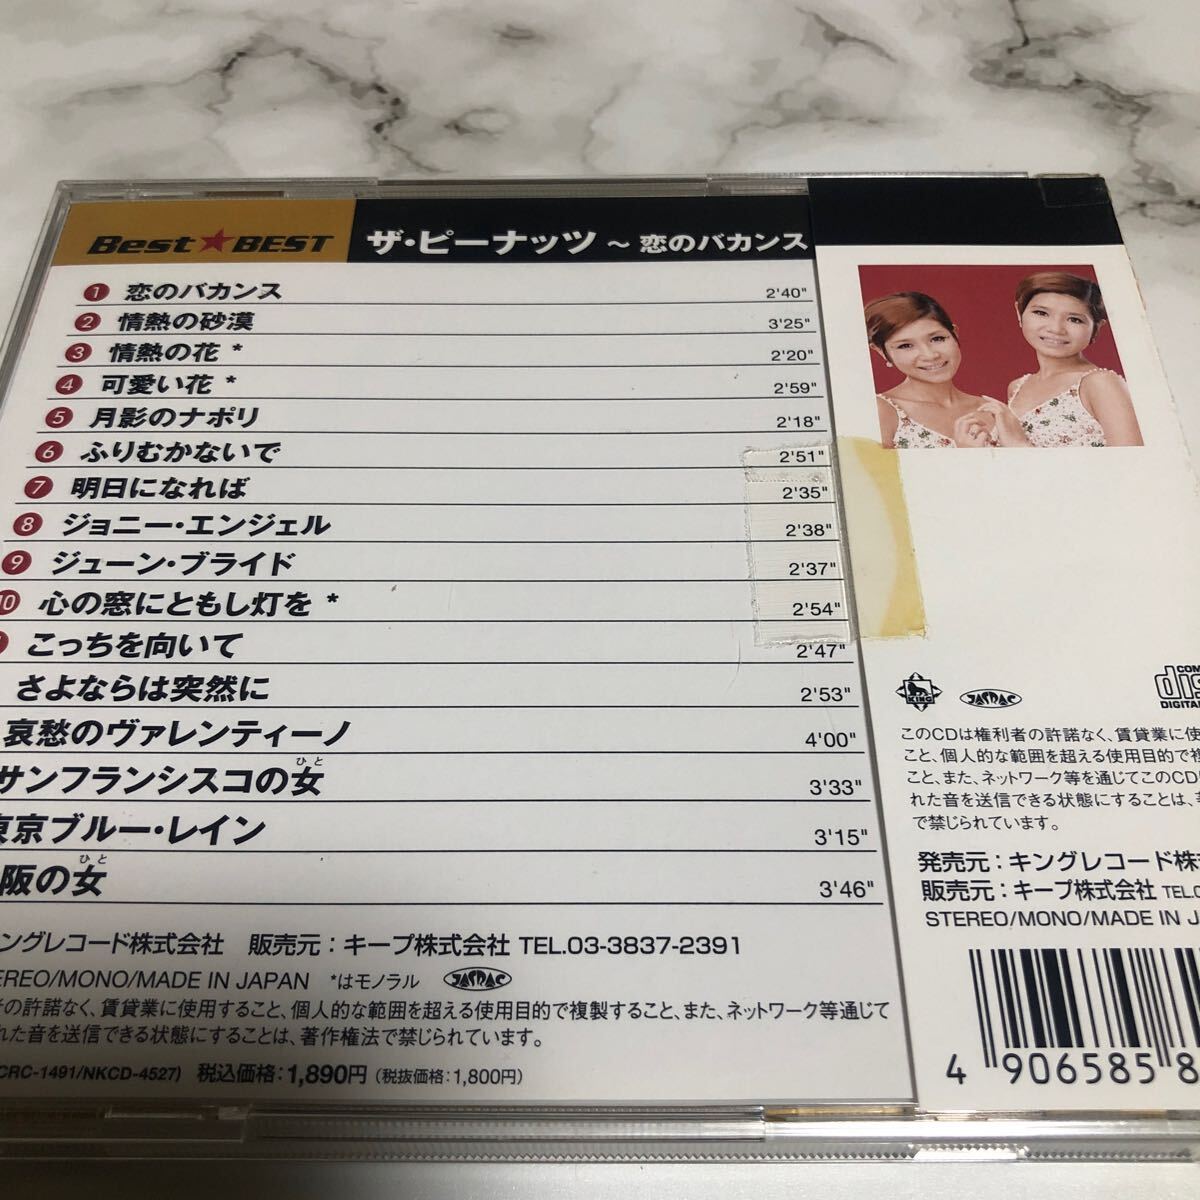 Best★BEST
ザ・ピーナッツ ～ 恋のバカンス
1 恋のバカンス 2'40"
2 情熱の砂漠 3'25"
3 情熱の花 * 2'20"
4 可愛い花 * 2'59"
5 月影のナポリ 2'18"
6 ふりむかないで 2'51"
7 明日になれば 2'35"
8 ジョニー・エンジェル 2'38"
9 ジューン・ブライド 2'37"
10 心の窓にともし灯を * 2'54"
こっちを向いて 2'47"
さよならは突然に 2'53"
哀愁のヴァレンティーノ 4'00"
サンフランシスコの女 3'33"
ひと
東京ブルー・レイン 3'15"
阪の女 3'46"
ひと
ングレコード株式会社 販売元：キープ株式会社 TEL.03-3837-2391
EREO/MONO/MADE IN JAPAN *はモノラル JASRAC
の許諾なく、賃貸業に使用すること、個人的な範囲を超える使用目的で複製すること、また、ネットワーク等通じて
れた音を送信できる状態にすることは、著作権法で禁じられています。
CRC-1491/NKCD-4527) 税込価格：1,890円（税抜価格：1,800円）
KING
JASRAC
COM
dis
DIGITAL
このCDは権利者の許諾なく、賃貸業に使
こと、個人的な範囲を超える使用目的で複
こと、また、ネットワーク等を通じてこのCD
れた音を送信できる状態にすることは、
で禁じられています。
発売元：キングレコード株
販売元：キープ株式会社 TEL.0
STEREO/MONO/MADE IN J
4 906585 8